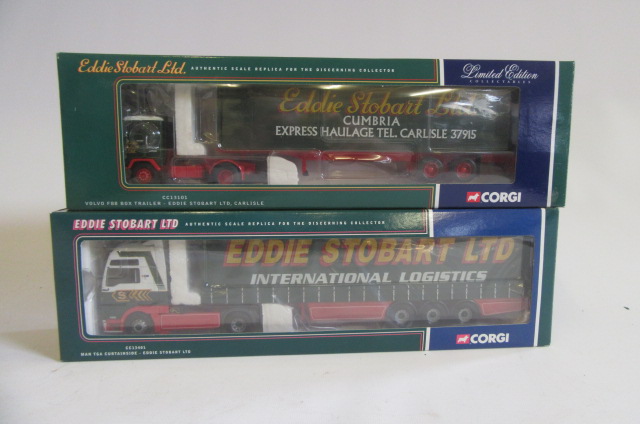 Eddie Stobart Ltd.
AUTHENTIC SCALE REPLICA FOR THE DISCERNING COLLECTOR
Limited Edition
COLLECTABLES
Eddie Stobart Ltd
CUMBRIA
EXPRESS HAULAGE TEL. CARLISLE 37915
CC12101
VOLVO F88 BOX TRAILER - EDDIE STOBART LTD, CARLISLE
CORGI
EDDIE STOBART LTD
AUTHENTIC SCALE REPLICA FOR THE DISCERNING COLLECTOR
EDDIE STOBART LTD
INTERNATIONAL LOGISTICS
MAN TGA CURTAINSIDE - EDDIE STOBART LTD
CORGI